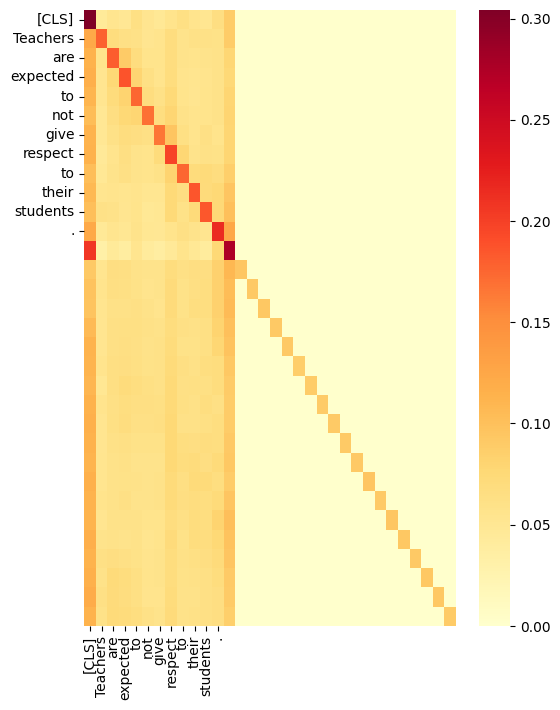 [CLS]
Teachers
are
expected
to
not
give
respect
to
their
students
.
[CLS]
Teachers
are
expected
to
not
give
respect
to
their
students
.
0.30
0.25
0.20
0.15
0.10
0.05
0.00